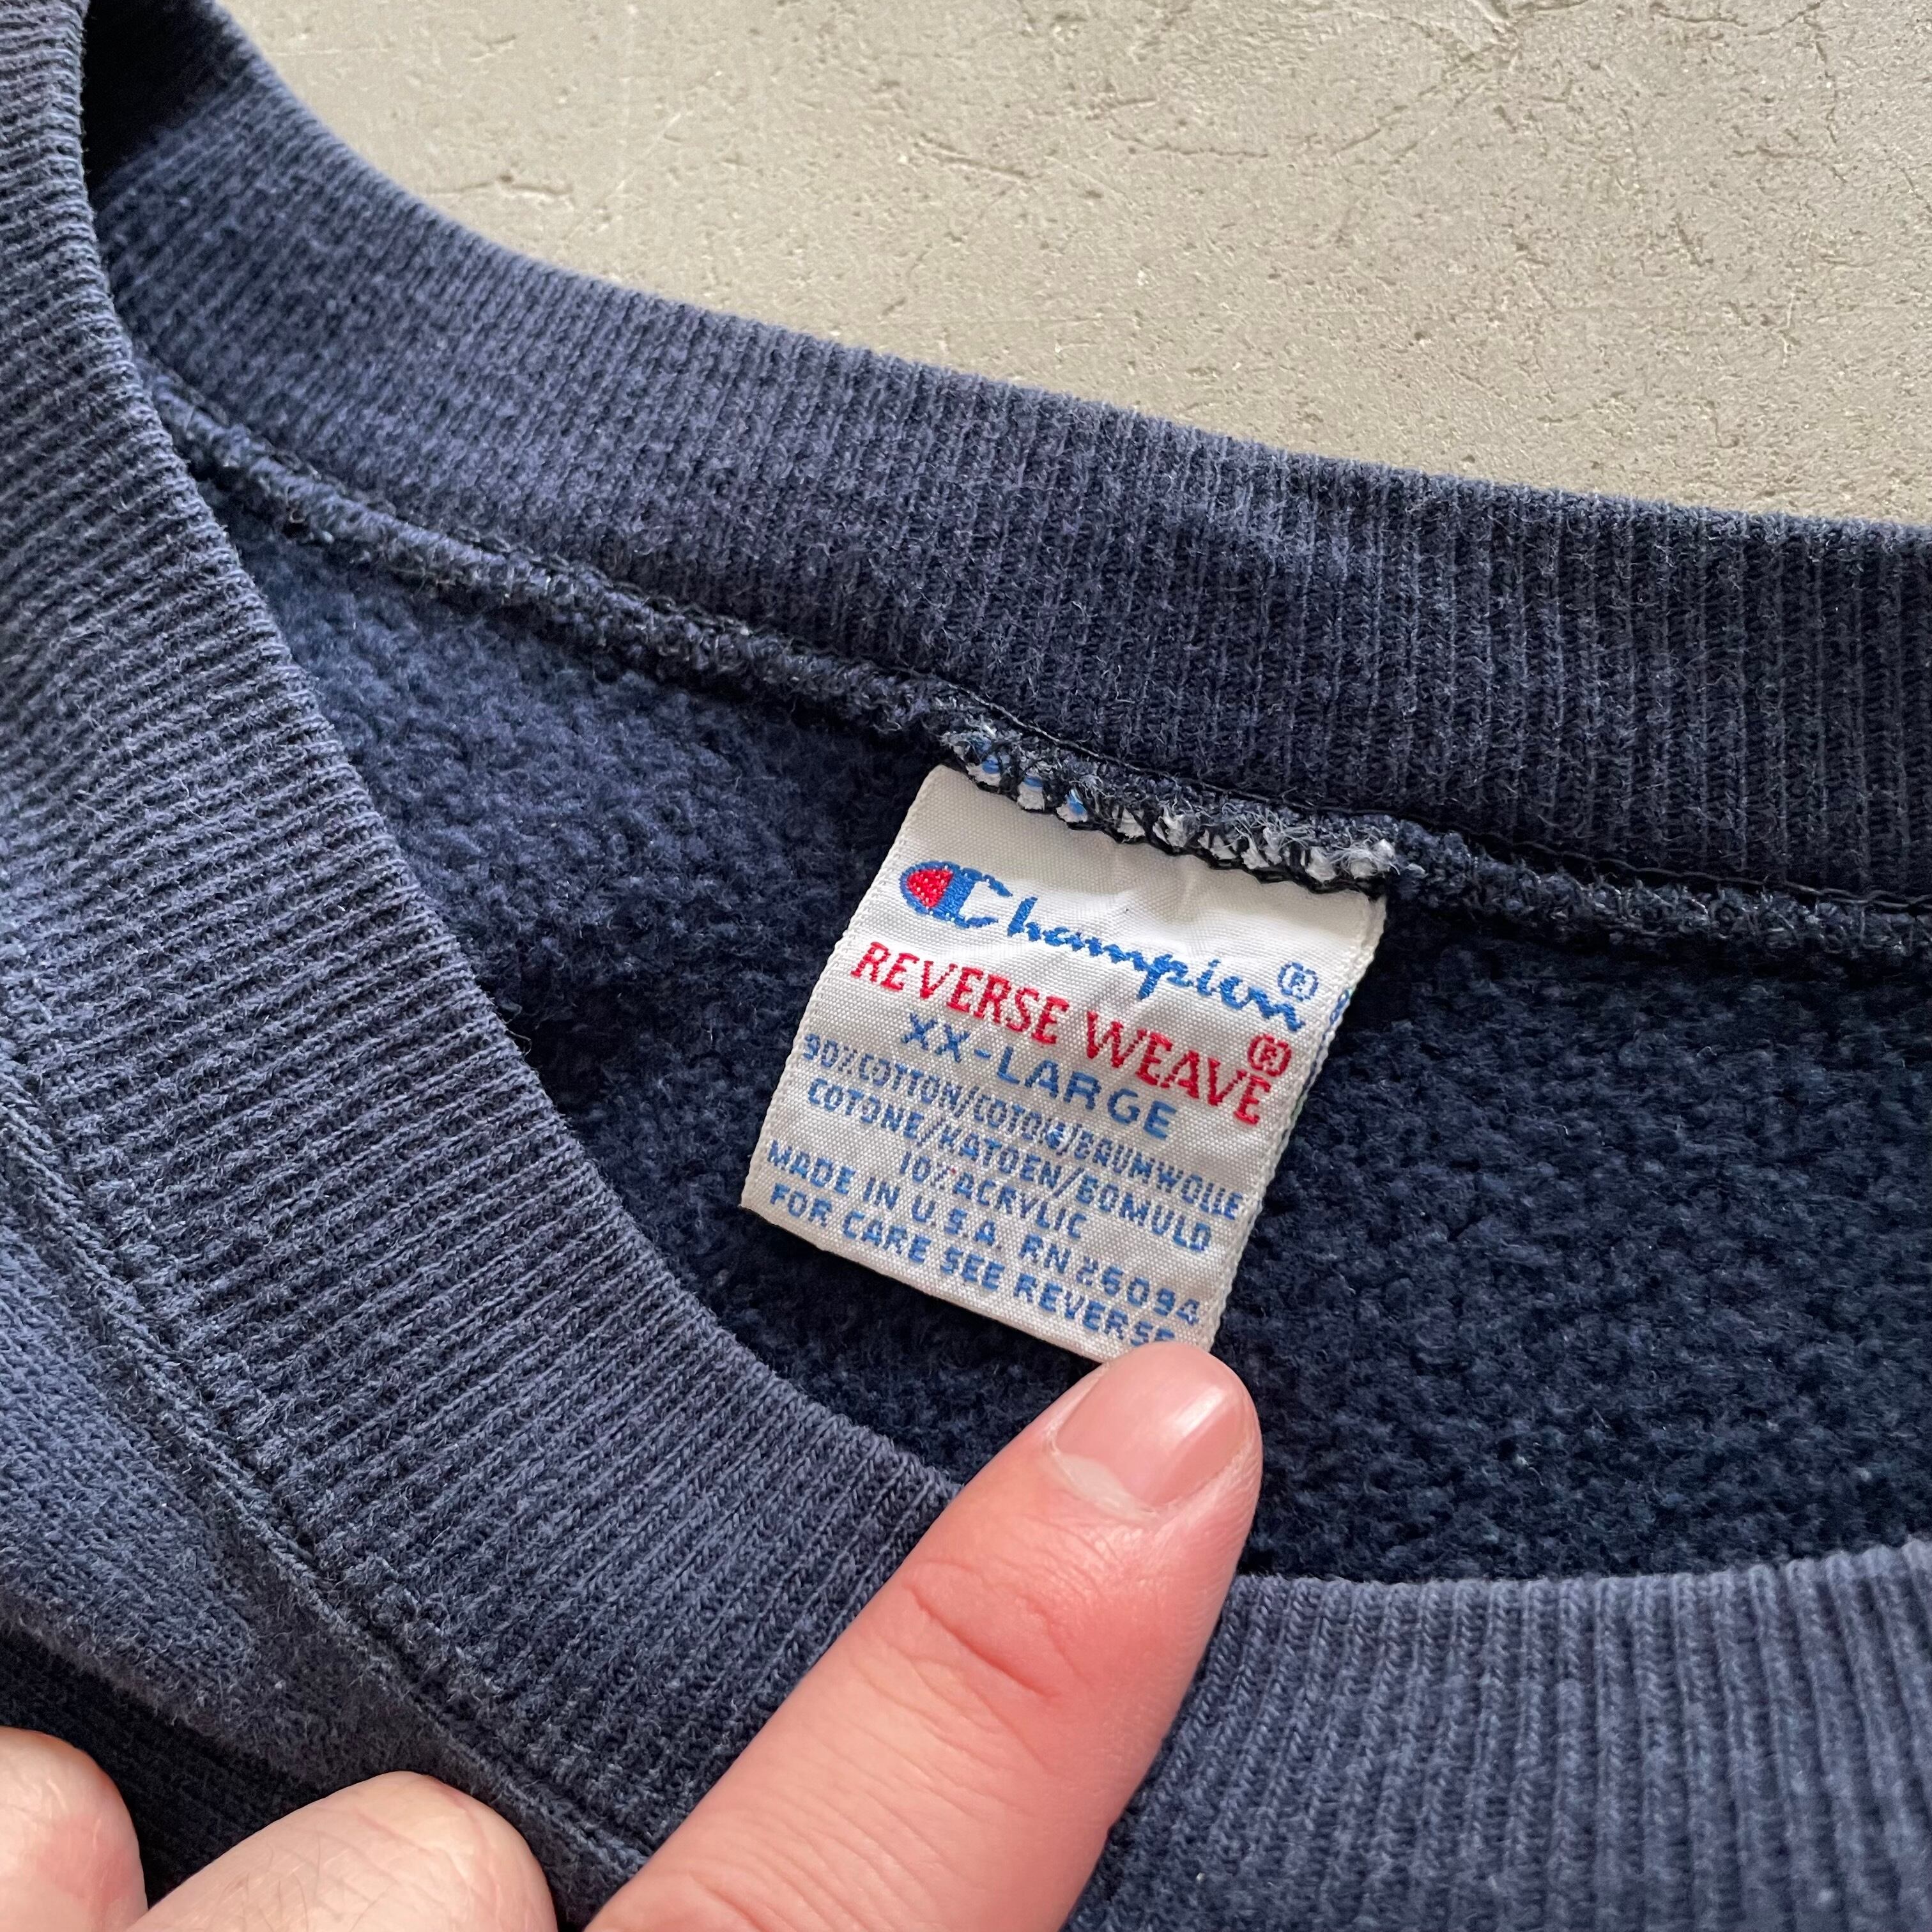 Champion®
REVERSE WEAVE®
XX-LARGE
90% COTTON/COTON/BAUMWOLLE
COTONE/KATOEN/BOMULD
10% ACRYLIC
MADE IN U.S.A. RN 26094
FOR CARE SEE REVERSE